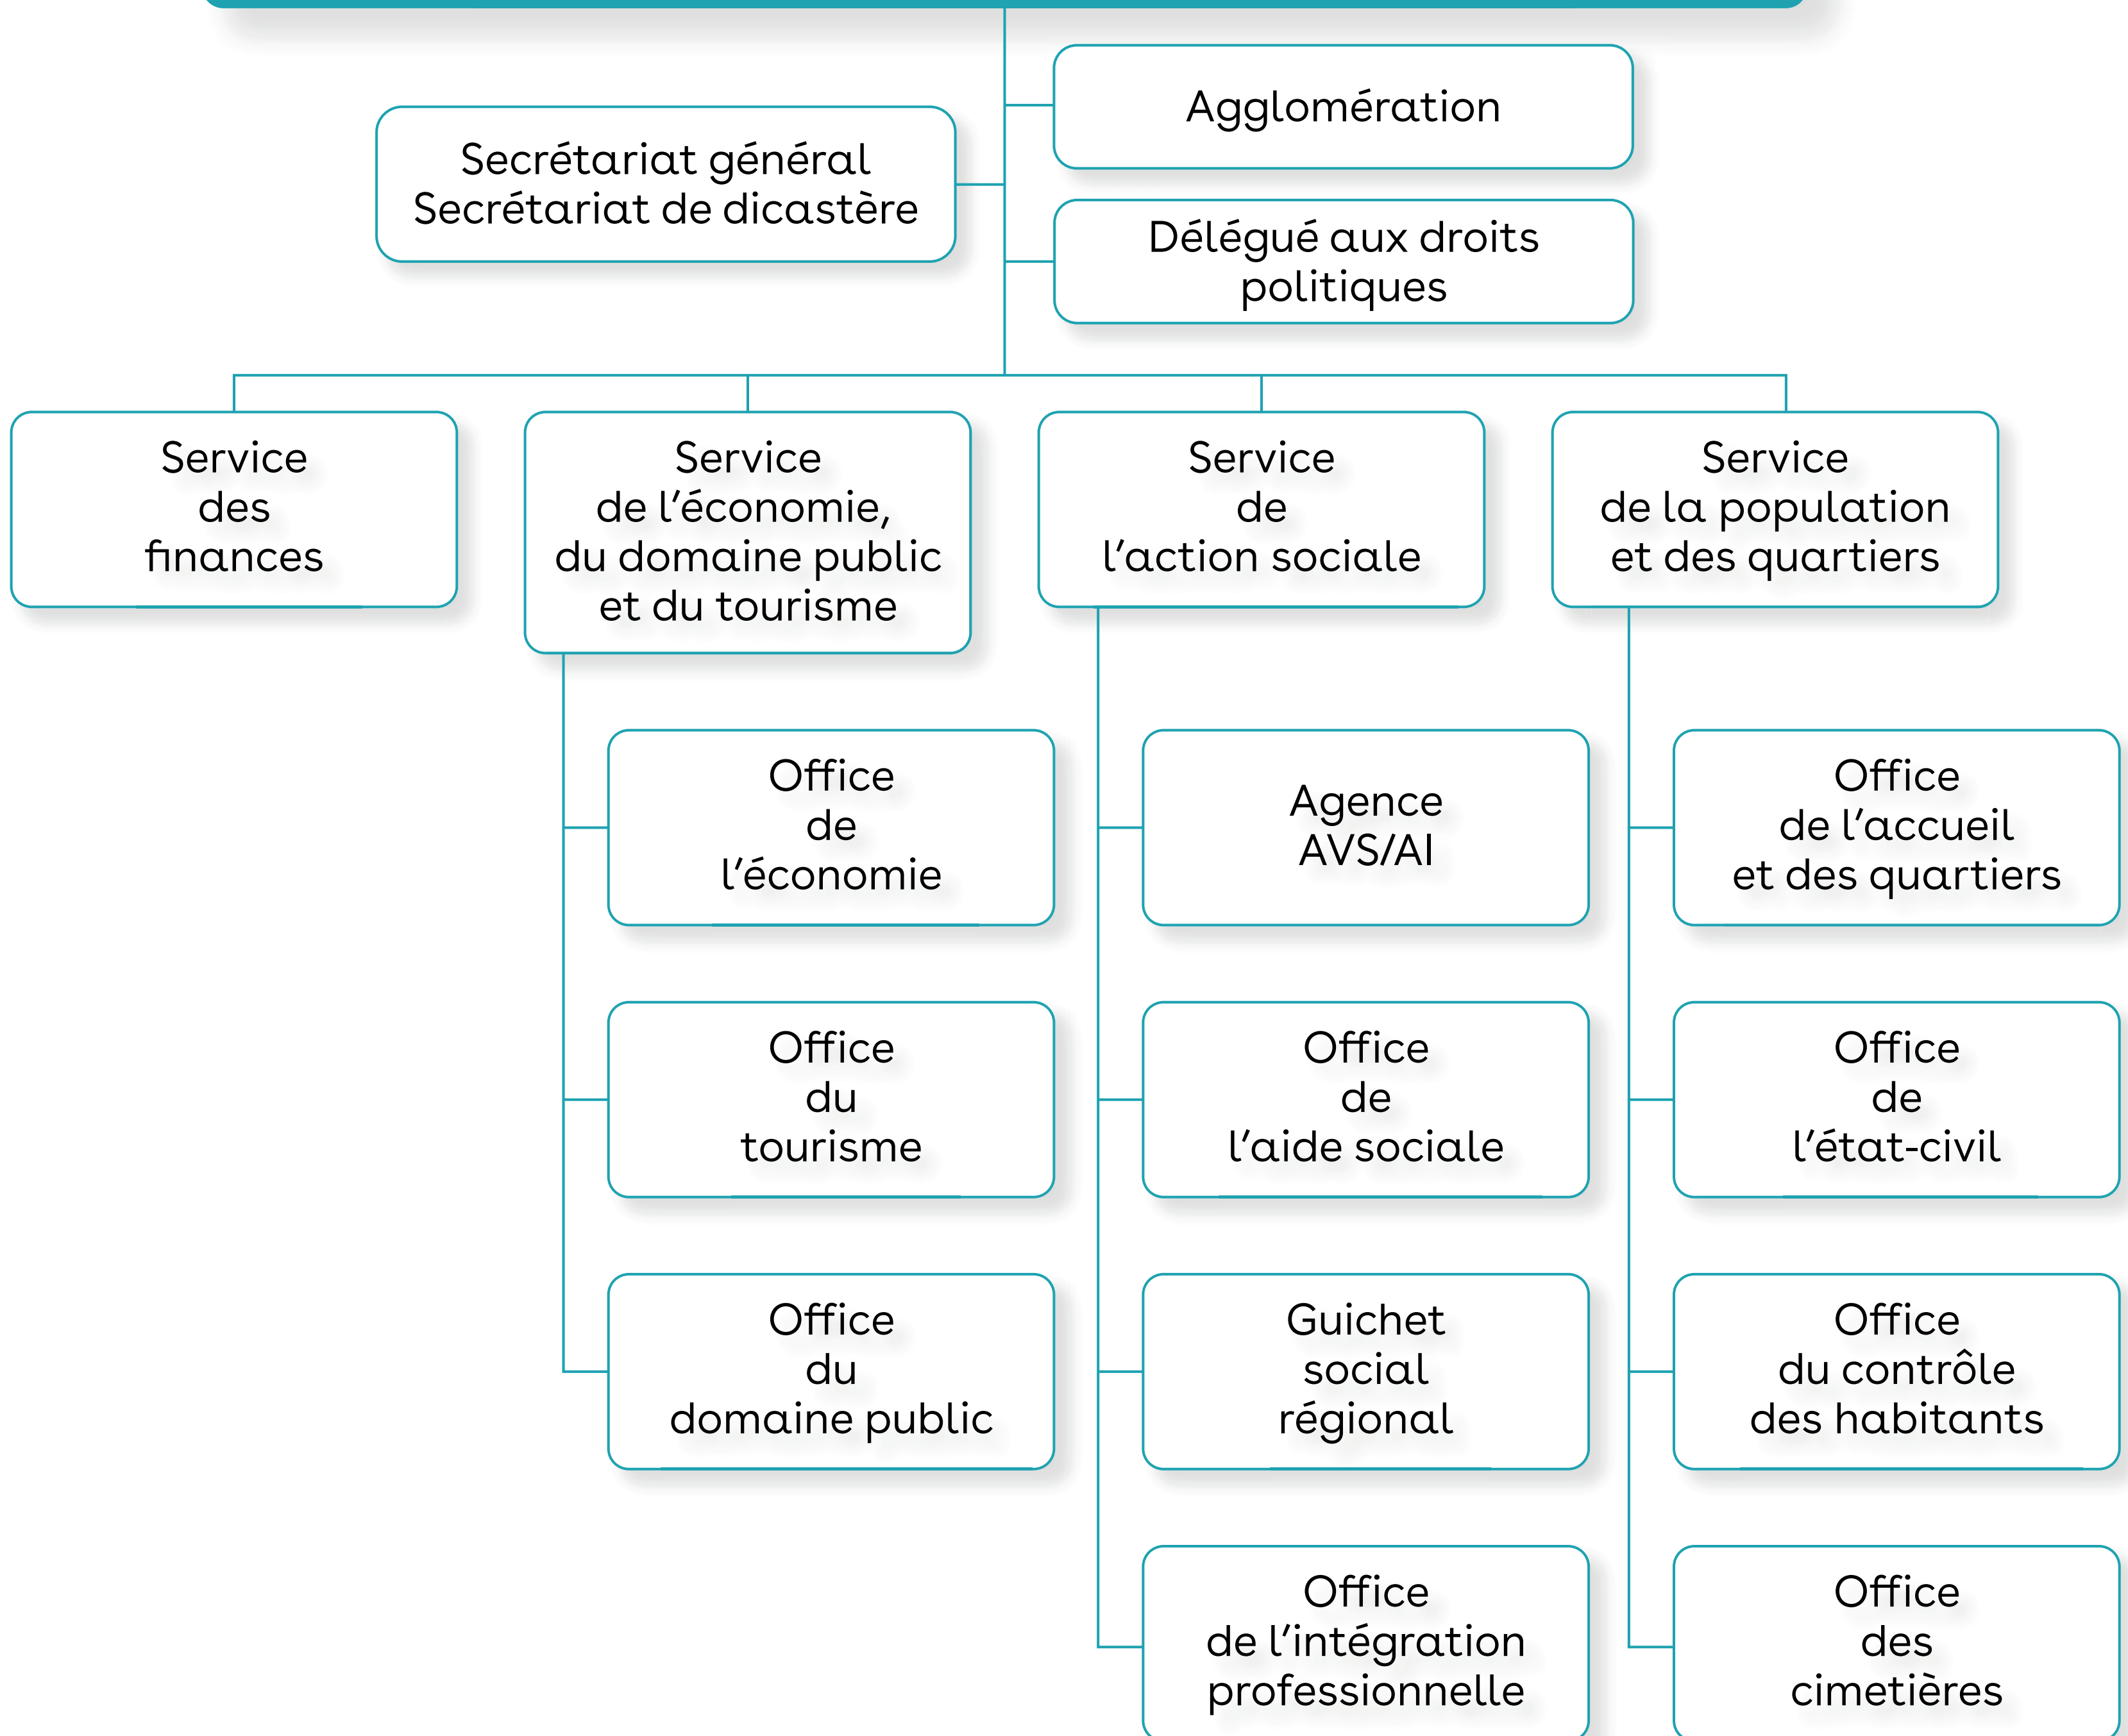 Agglomération
Secrétariat général
Secrétariat de dicastère
Délégué aux droits
politiques
Service
des
finances
Service
de l'économie,
du domaine public
et du tourisme
Service
de
l'action sociale
Service
de la population
et des quartiers
Office
de
l'économie
Office
du
tourisme
Office
du
domaine public
Agence
AVS/AI
Office
de
l'aide sociale
Guichet
social
régional
Office
de l'intégration
professionnelle
Office
de l'accueil
et des quartiers
Office
de
l'état-civil
Office
du contrôle
des habitants
Office
des
cimetières